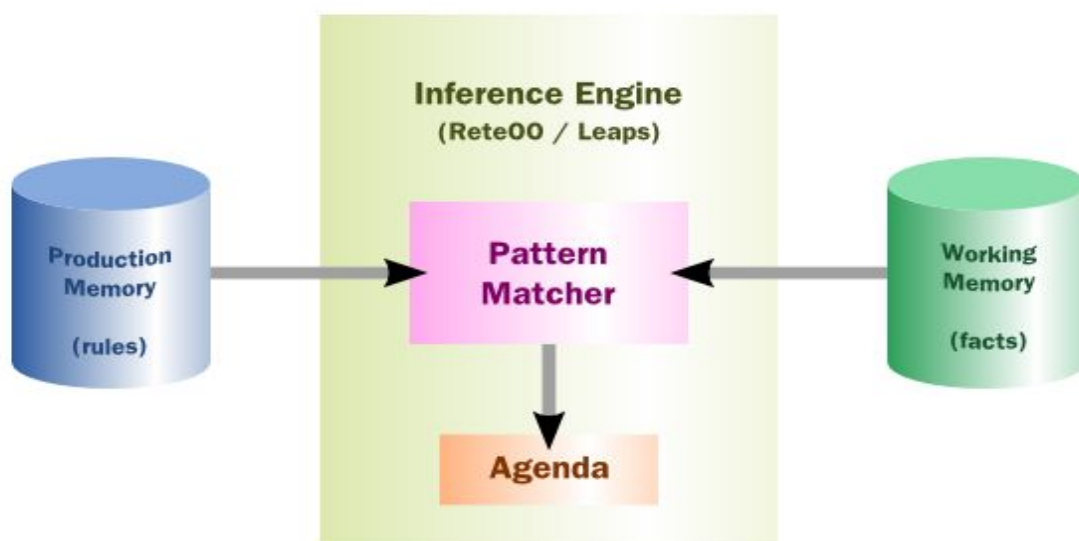 Inference Engine
(ReteOO / Leaps)
Production
Memory
(rules)
Pattern
Matcher
Working
Memory
(facts)
Agenda